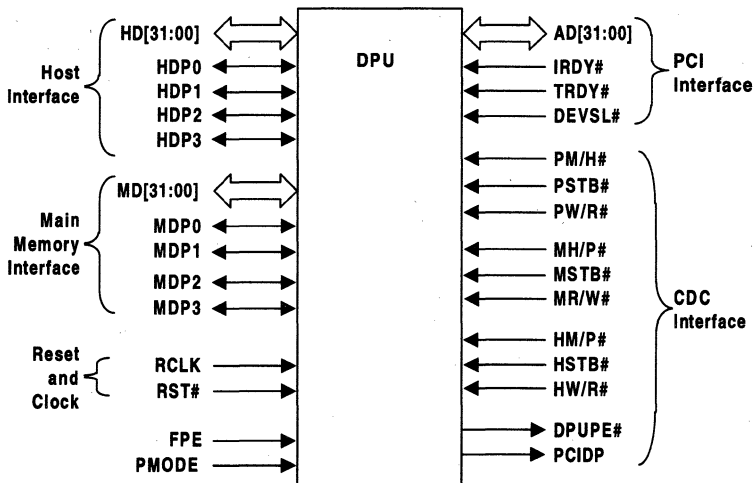 HD[31:00]
HDP0
HDP1
HDP2
HDP3
Host
Interface
MD[31:00]
MDP0
MDP1
MDP2
MDP3
Main
Memory
Interface
RCLK
RST#
Reset
and
Clock
FPE
PMODE
DPU
AD[31:00]
IRDY#
TRDY#
DEVSL#
PCI
Interface
PM/H#
PSTB#
PW/R#
MH/P#
MSTB#
MR/W#
HM/P#
HSTB#
HW/R#
DPUPE#
PCIDP
CDC
Interface